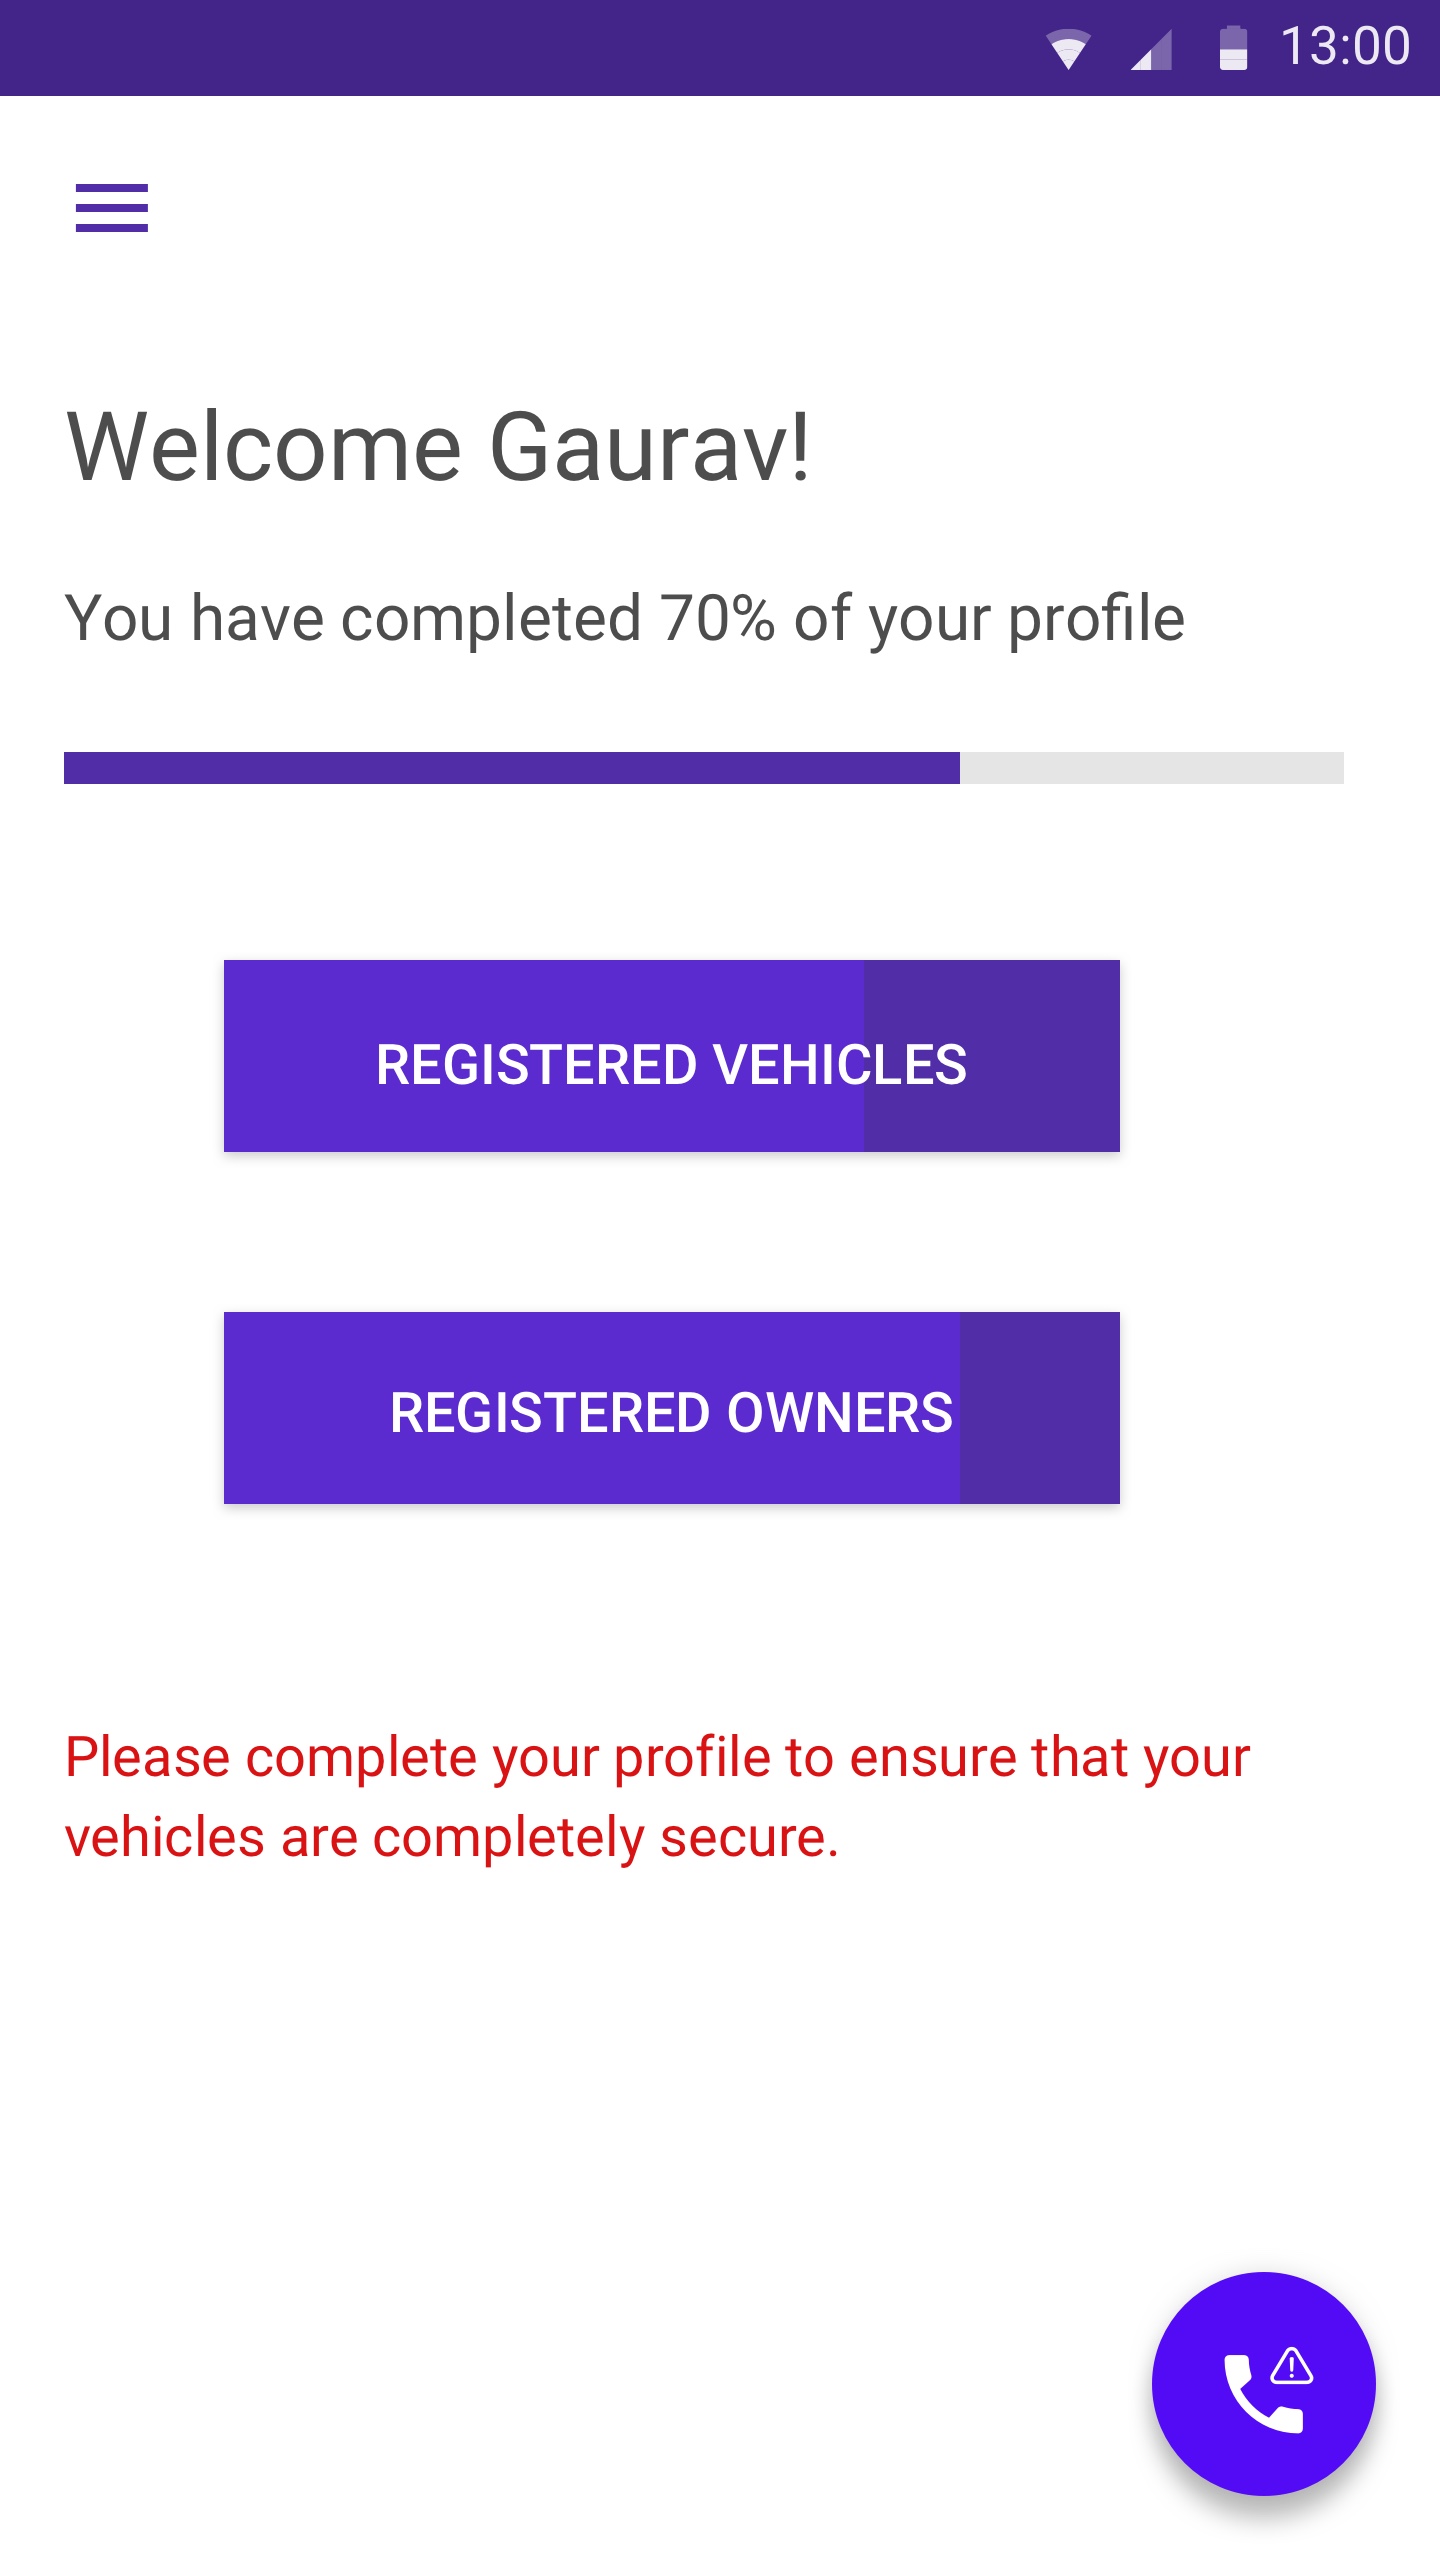 13:00
Welcome Gaurav!
You have completed 70% of your profile
REGISTERED VEHICLES
REGISTERED OWNERS
Please complete your profile to ensure that your
vehicles are completely secure.